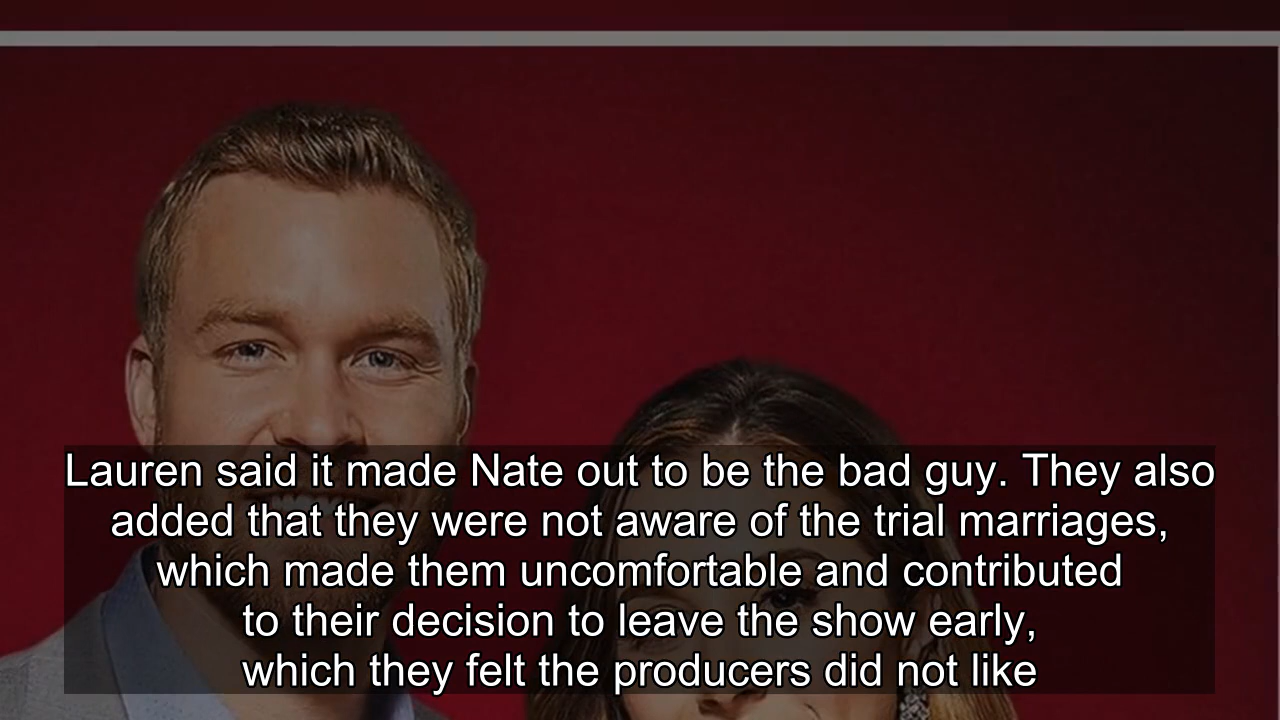 Lauren said it made Nate out to be the bad guy. They also
added that they were not aware of the trial marriages,
which made them uncomfortable and contributed
to their decision to leave the show early,
which they felt the producers did not like